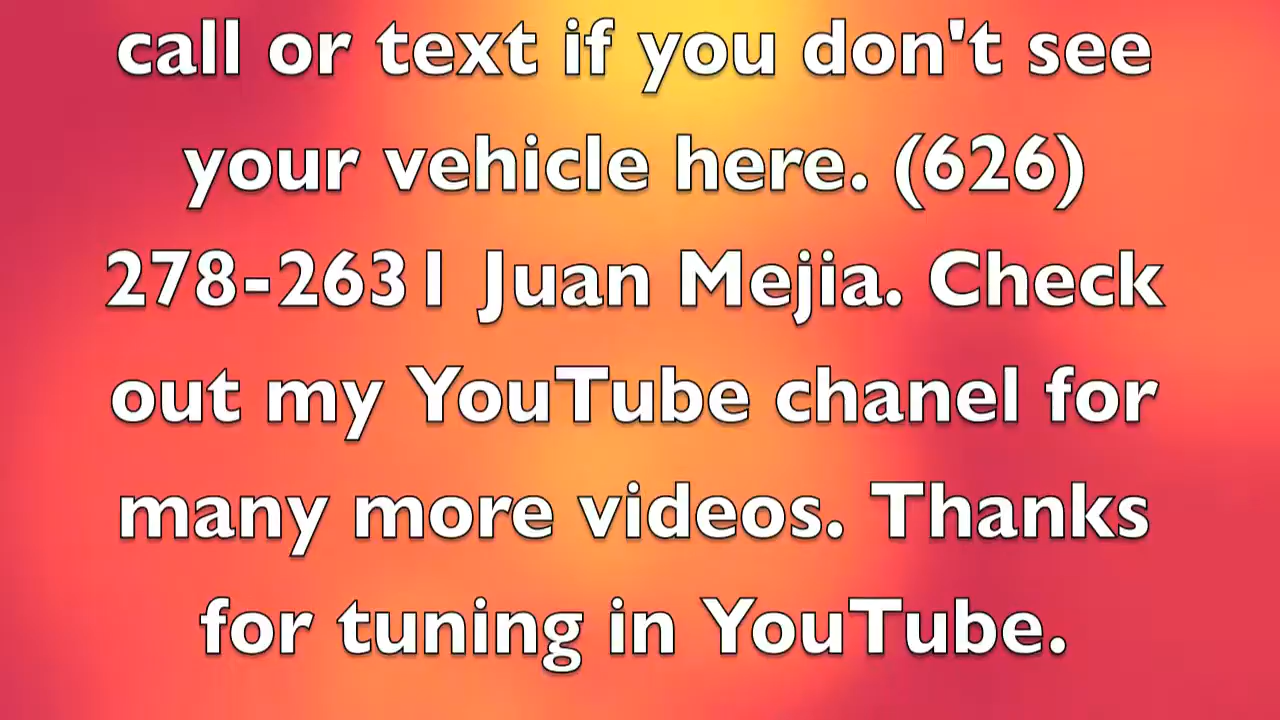 call or text if you don't see
your vehicle here. (626)
278-2631 Juan Mejia. Check
out my YouTube chanel for
many more videos. Thanks
for tuning in YouTube.